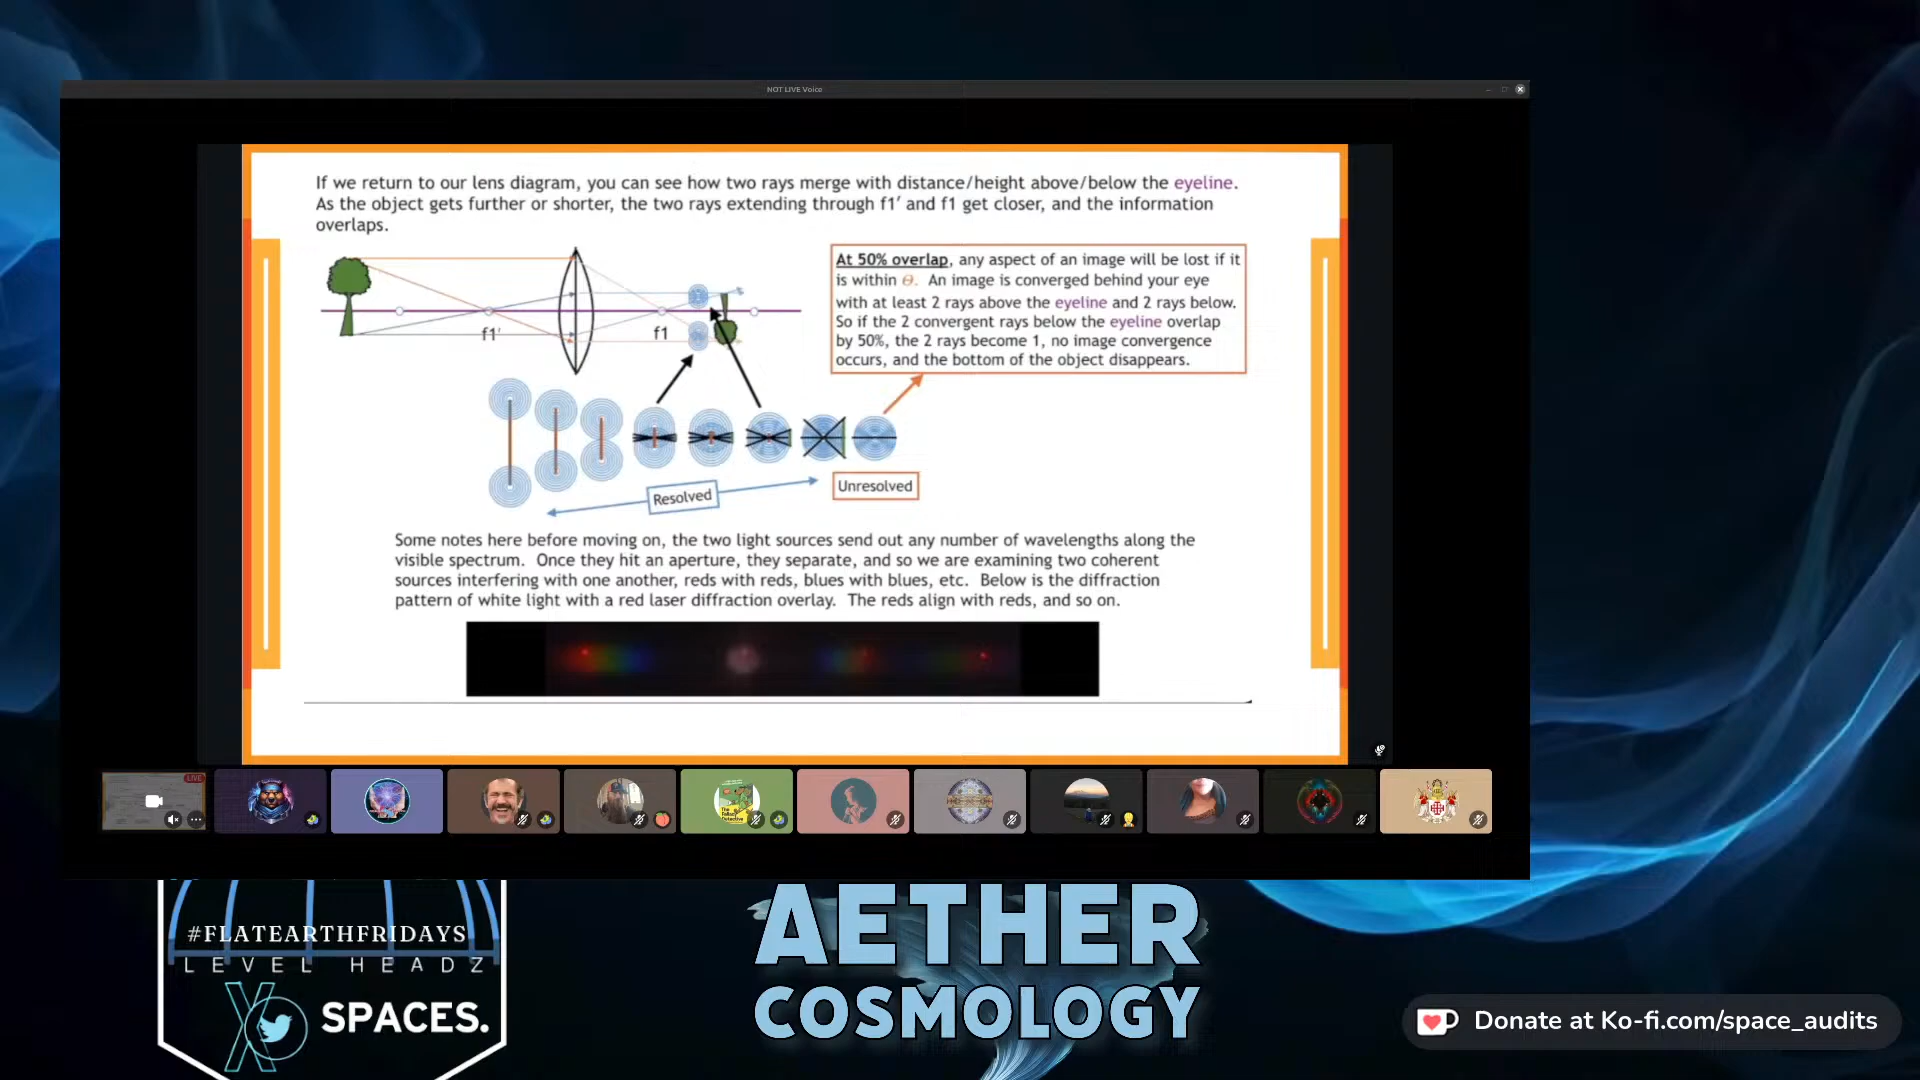 NOT LIVE Voice
If we return to our lens diagram, you can see how two rays merge with distance/height above/below the eyeline.
As the object gets further or shorter, the two rays extending through f1' and f1 get closer, and the information
overlaps.
f1'
f1
At 50% overlap, any aspect of an image will be lost if it
is within Θ. An image is converged behind your eye
with at least 2 rays above the eyeline and 2 rays below.
So if the 2 convergent rays below the eyeline overlap
by 50%, the 2 rays become 1, no image convergence
occurs, and the bottom of the object disappears.
Resolved
Unresolved
Some notes here before moving on, the two light sources send out any number of wavelengths along the
visible spectrum. Once they hit an aperture, they separate, and so we are examining two coherent
sources interfering with one another, reds with reds, blues with blues, etc. Below is the diffraction
pattern of white light with a red laser diffraction overlay. The reds align with reds, and so on.
LIVE
#FLATEARTHFRIDAYS
LEVEL HEADZ
X SPACES.
AETHER
COSMOLOGY
Donate at Ko-fi.com/space_audits